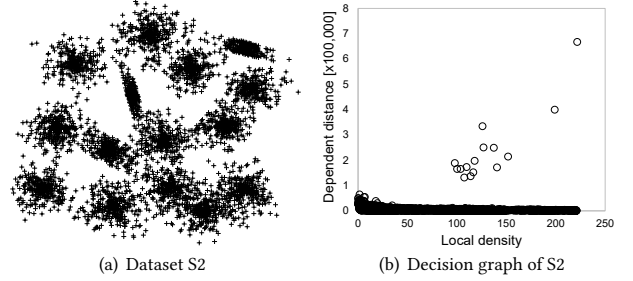 8
7
6
5
4
3
2
1
0
Dependent distance [x100,000]
0 50 100 150 200 250
Local density
(a) Dataset S2
(b) Decision graph of S2